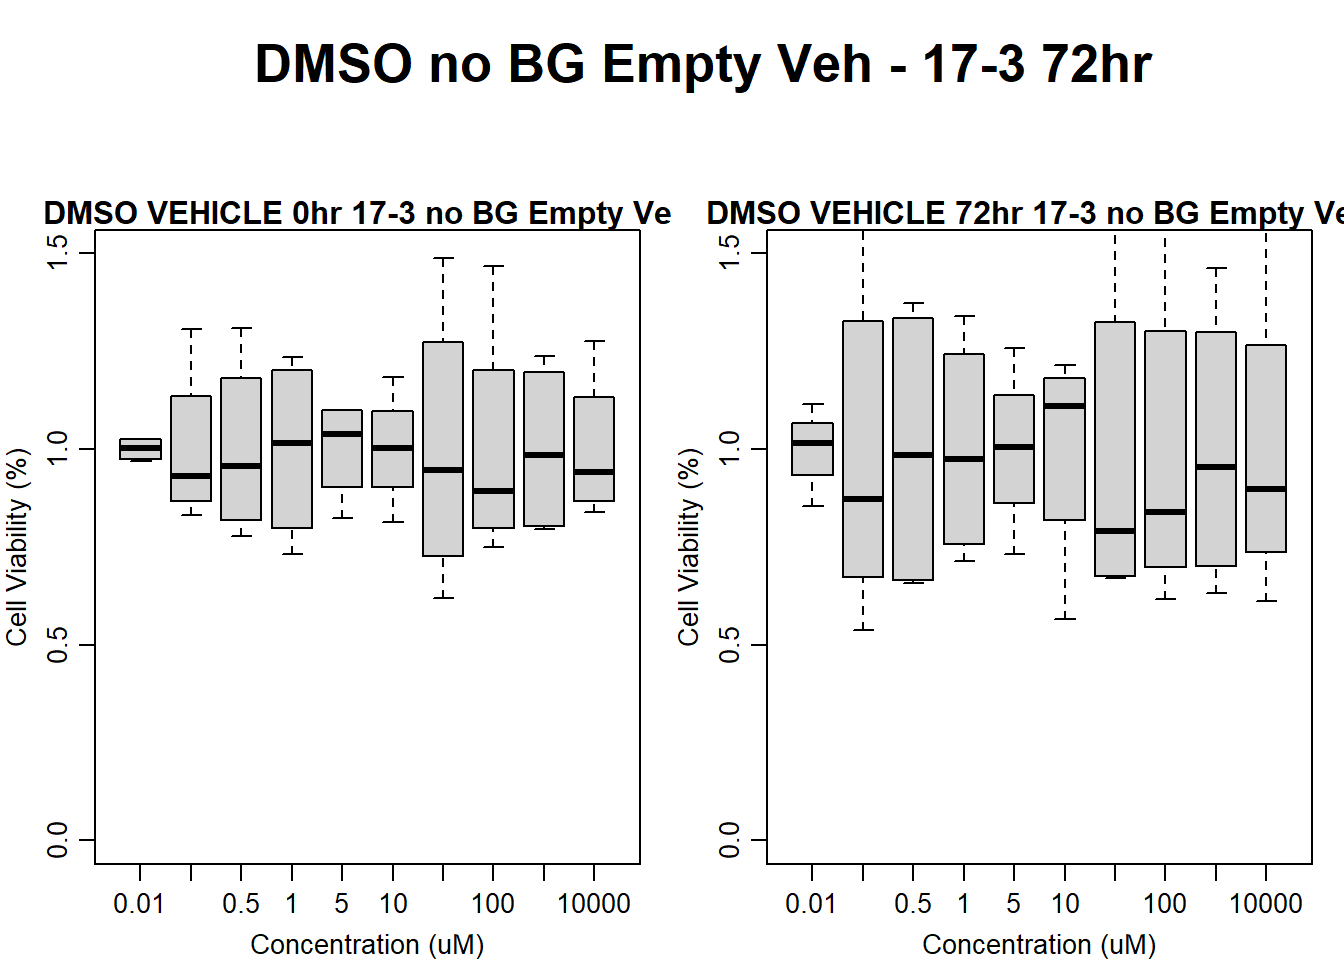 DMSO no BG Empty Veh - 17-3 72hr
DMSO VEHICLE 0hr 17-3 no BG Empty Ve
1.5
1.0
0.5
0.0
Cell Viability (%)
0.01 0.5 1 5 10 100 10000
Concentration (uM)
DMSO VEHICLE 72hr 17-3 no BG Empty Ve
1.5
1.0
0.5
0.0
Cell Viability (%)
0.01 0.5 1 5 10 100 10000
Concentration (uM)